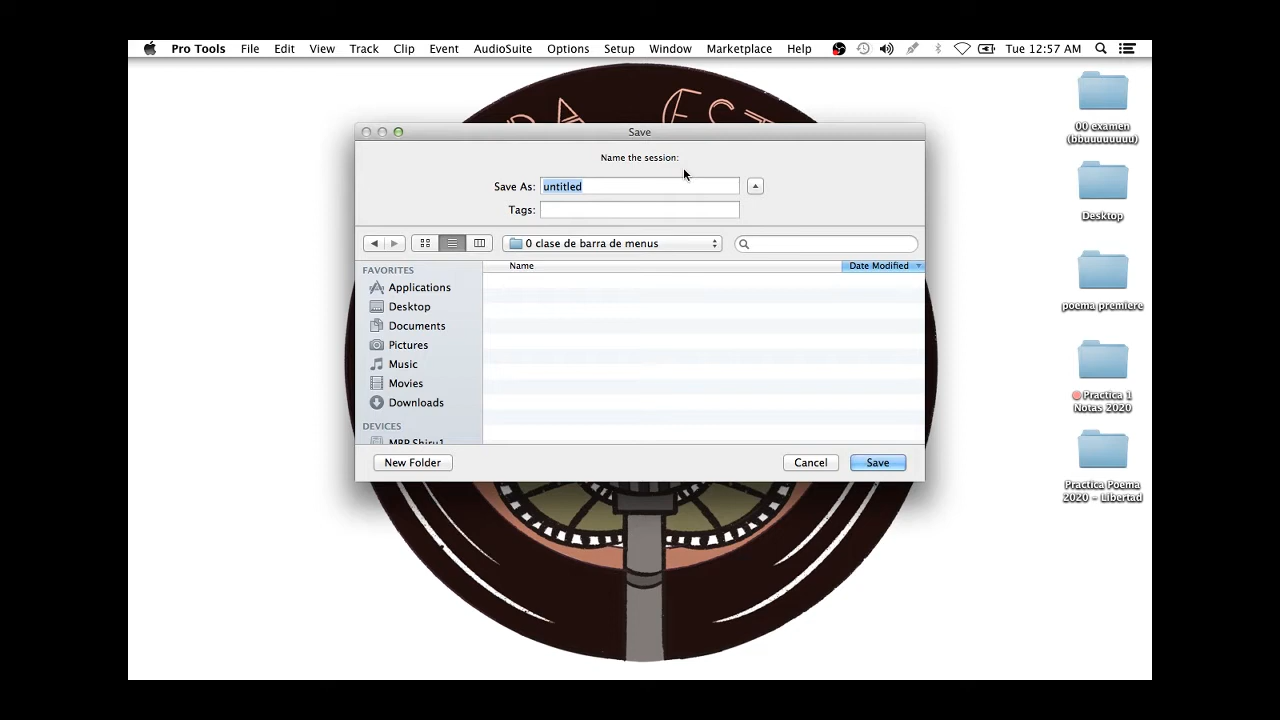 Pro Tools File Edit View Track Clip Event AudioSuite Options Setup Window Marketplace Help Tue 12:57 AM
Save
Name the session:
Save As: untitled
Tags:
0 clase de barra de menus
Name Date Modified
FAVORITES
Applications
Desktop
Documents
Pictures
Music
Movies
Downloads
DEVICES
MBP Shiru1
New Folder Cancel Save
00 examen
(bbuuuuuuuu)
Desktop
poema premiere
Practica 1
Notas 2020
Practica Poema
2020 - Libertad